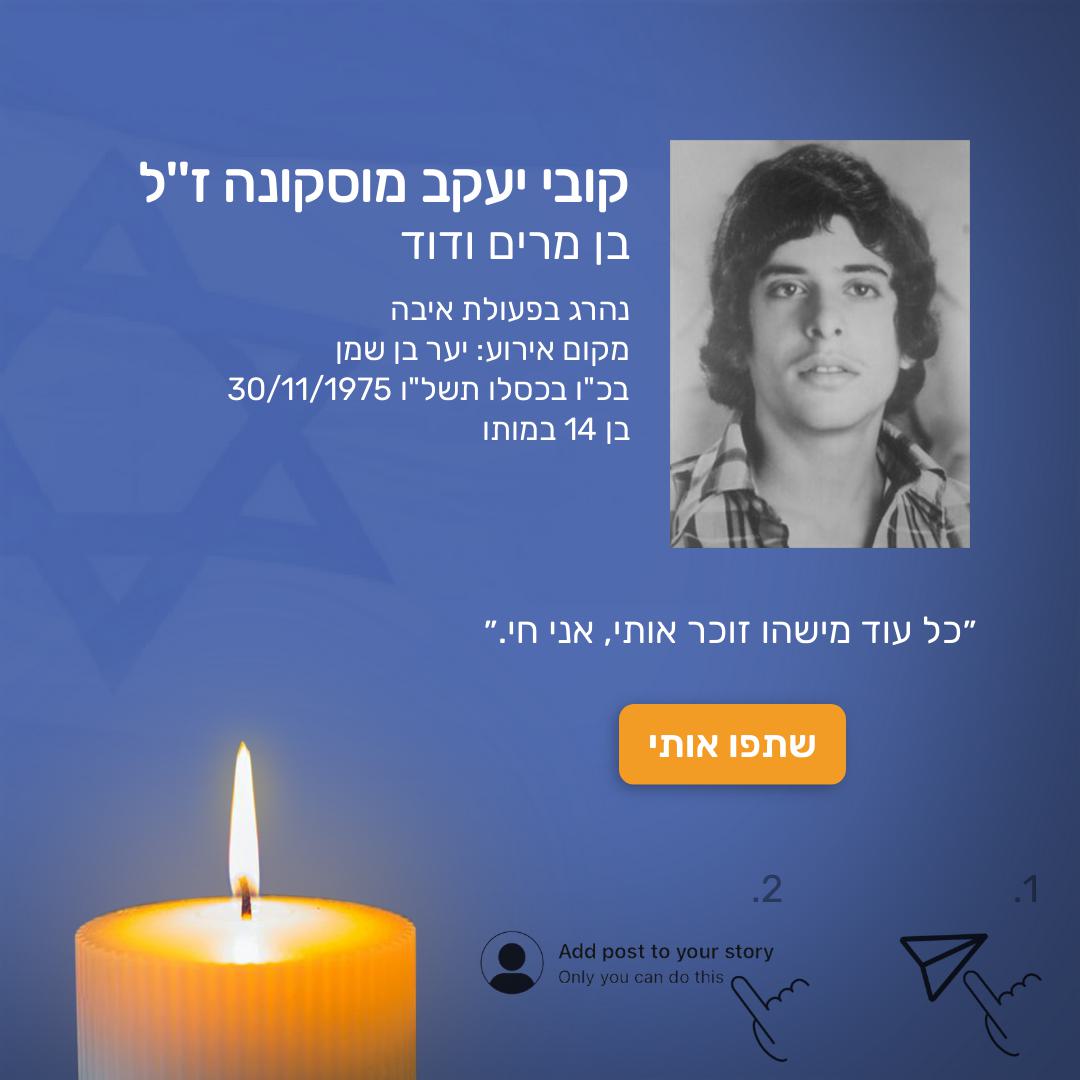 קובי יעקב מוסקונה ז"ל
בן מרים ודוד
נהרג בפעולת איבה
מקום אירוע: יער בן שמן
בכ"ו בכסלו תשל"ו 30/11/1975
בן 14 במותו
״כל עוד מישהו זוכר אותי, אני חי.״
שתפו אותי
1.
2.
Add post to your story
Only you can do this